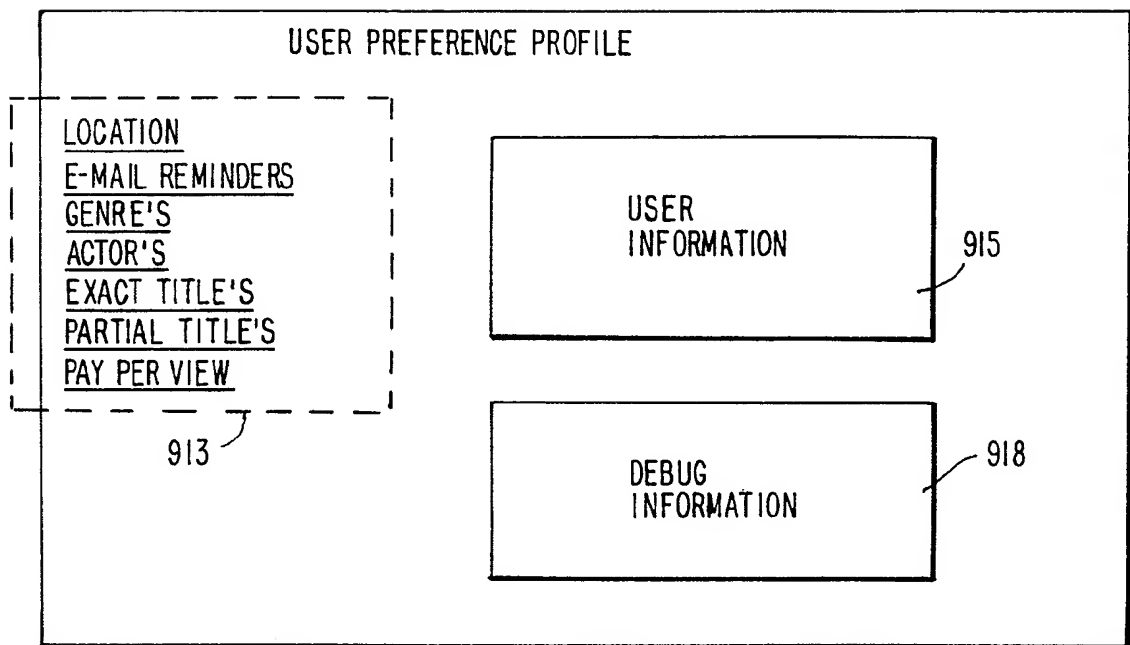 USER PREFERENCE PROFILE
LOCATION
E-MAIL REMINDERS
GENRE'S
ACTOR'S
EXACT TITLE'S
PARTIAL TITLE'S
PAY PER VIEW
913
USER
INFORMATION
915
DEBUG
INFORMATION
918